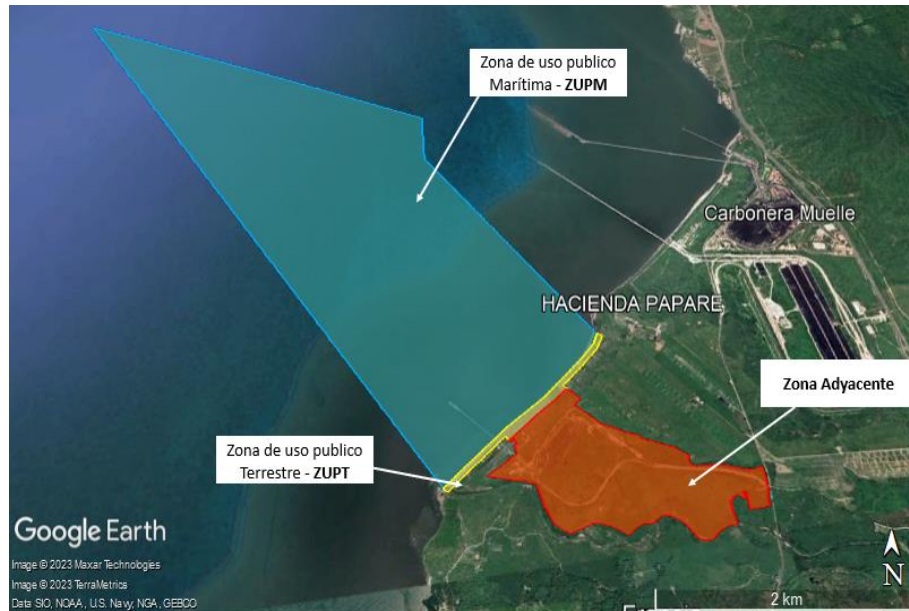 Zona de uso publico
Marítima - ZUPM
Carbonera Muelle
HACIENDA PAPARE
Zona Adyacente
Zona de uso publico
Terrestre - ZUPT
Google Earth
Image © 2023 Maxar Technologies
Image © 2023 TerraMetrics
Data SIO, NOAA, U.S. Navy, NGA, GEBCO
N
2 km